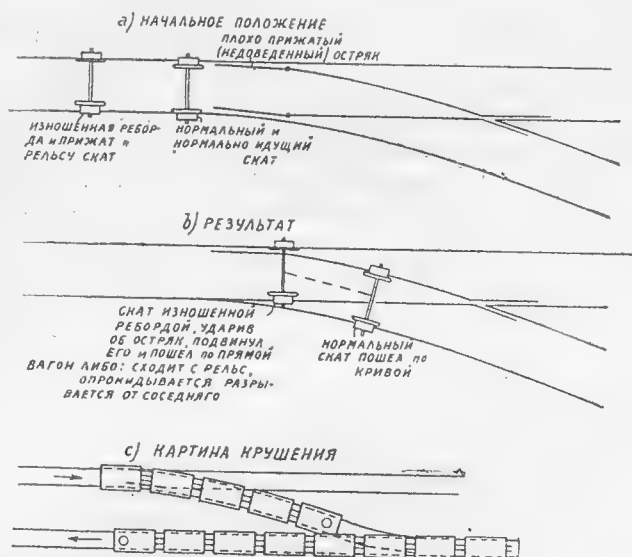 а) НАЧАЛЬНОЕ ПОЛОЖЕНИЕ
ПЛОХО ПРИЖАТЫЙ
(НЕДОВЕДЕННЫЙ) ОСТРЯК
ИЗНОШЕННАЯ РЕБОР-
ДА И ПРИЖАТ К
РЕЛЬСУ СКАТ
НОРМАЛЬНЫЙ И
НОРМАЛЬНО ИДУЩИЙ
СКАТ
b) РЕЗУЛЬТАТ
СКАТ ИЗНОШЕННОЙ
РЕБОРДОЙ, УДАРИВ
ОБ ОСТРЯК, ПОДВИНУЛ
ЕГО И ПОШЕЛ ПО ПРЯМОЙ
ВАГОН ЛИБО: СХОДИТ С РЕЛЬС,
ОПРОКИДЫВАЕТСЯ РАЗРЫ-
ВАЕТСЯ ОТ СОСЕДНЯГО
НОРМАЛЬНЫЙ
СКАТ ПОШЕЛ ПО
КРИВОЙ
c) КАРТИНА КРУШЕНИЯ